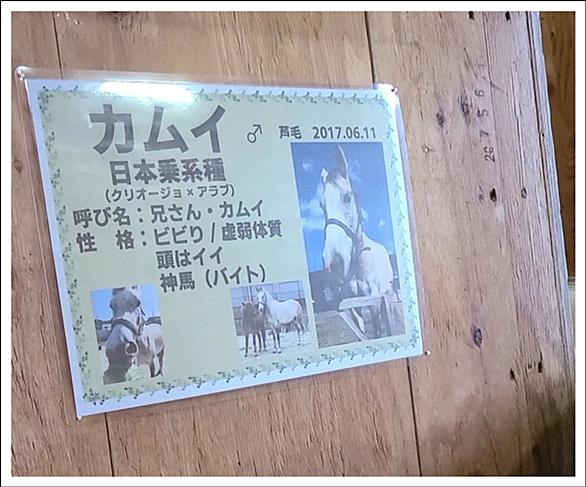 カムイ ♂ 芦毛 2017.06.11
日本乗系種
(クリオージョ×アラブ)
呼び名:兄さん・カムイ
性 格:ビビり/虚弱体質
頭はイイ
神馬(バイト)